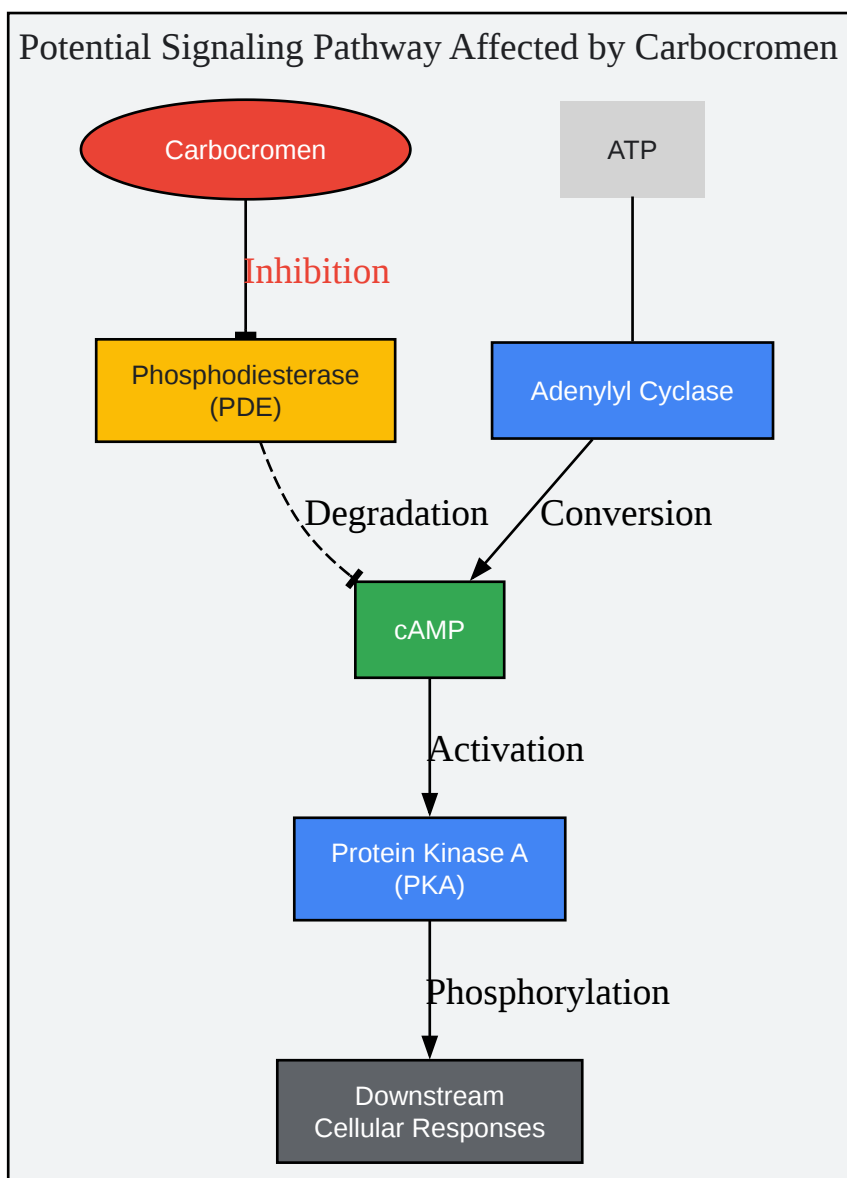 Potential Signaling Pathway Affected by Carbocromen
Carbocromen
ATP
Inhibition
Phosphodiesterase
(PDE)
Adenylyl Cyclase
Degradation
Conversion
cAMP
Activation
Protein Kinase A
(PKA)
Phosphorylation
Downstream
Cellular Responses